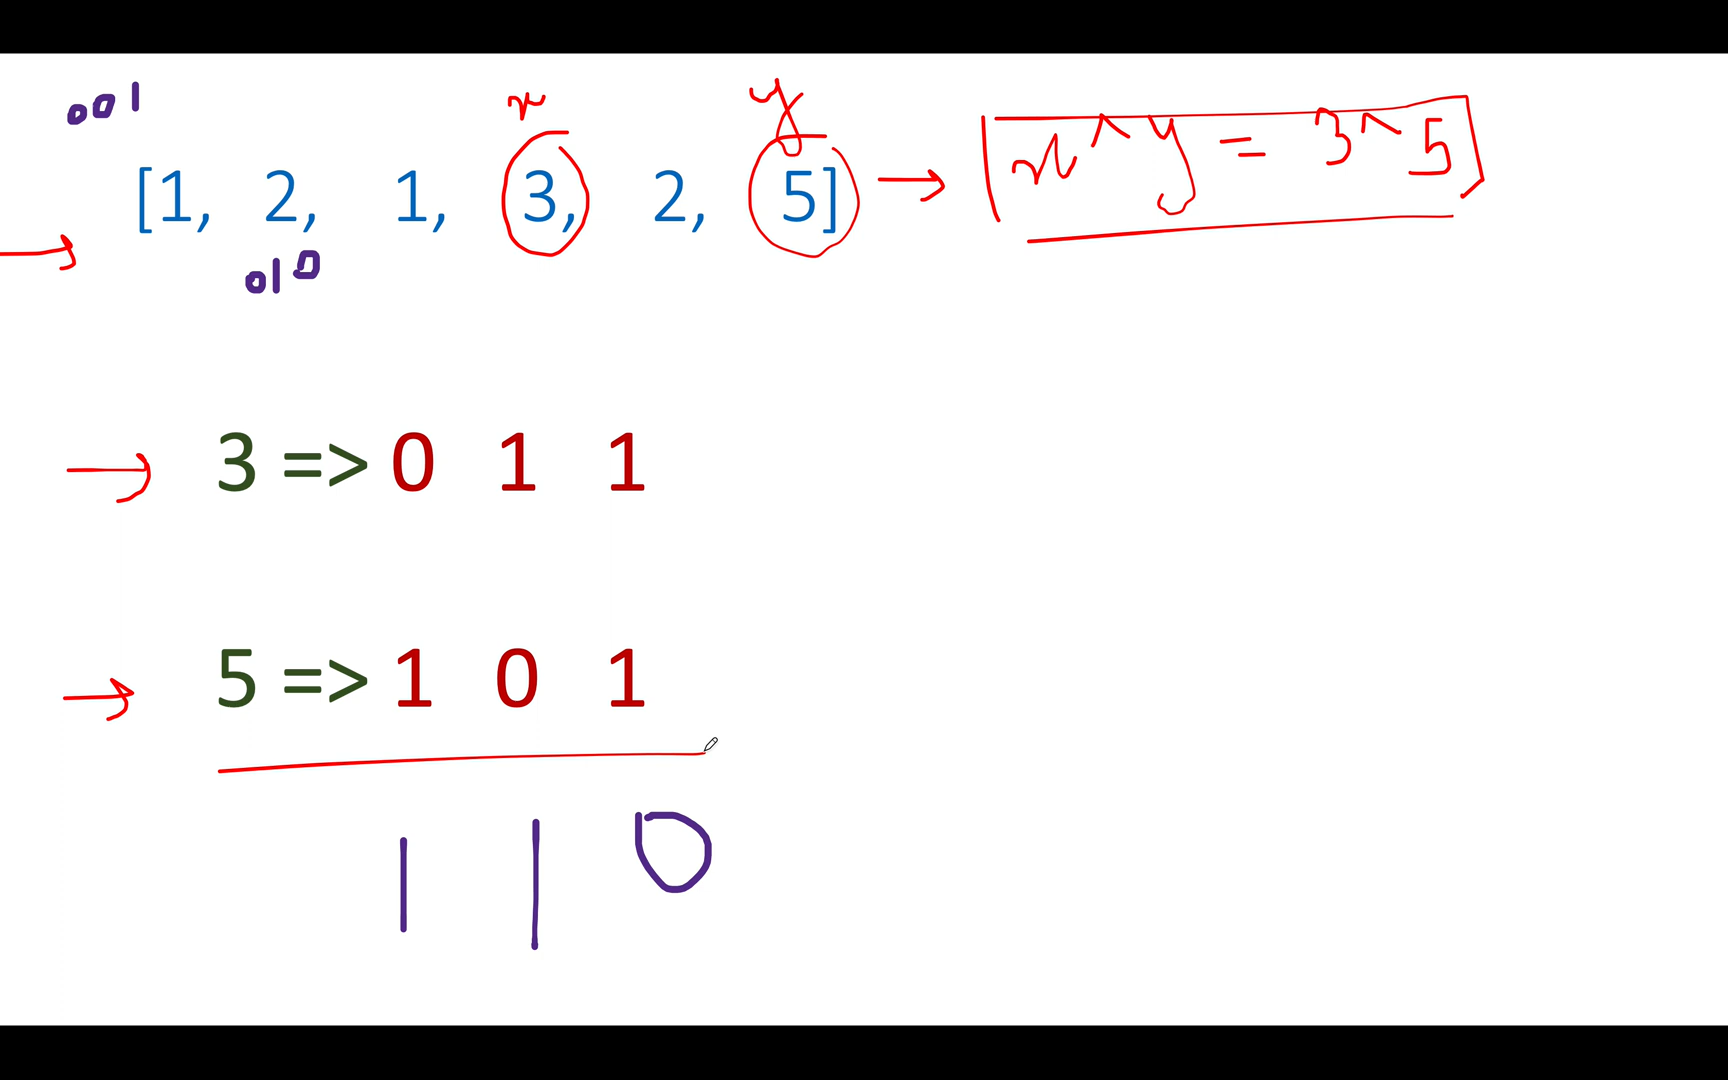 001
x y
[1, 2, 1, 3, 2, 5] → x ^ y = 3 ^ 5
010
→ 3 => 0 1 1
→ 5 => 1 0 1
1 1 0